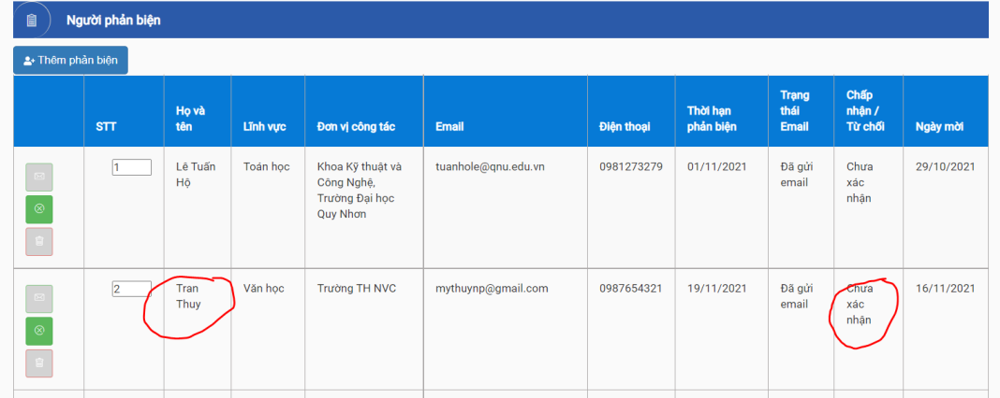 Người phản biện
Thêm phản biện
STT
Họ và
tên
Lĩnh vực
Đơn vị công tác
Email
Điện thoại
Thời hạn
phản biện
Trạng
thái
Email
Chấp
nhận /
Từ chối
Ngày mời
1
Lê Tuấn
Hộ
Toán học
Khoa Kỹ thuật và
Công Nghệ,
Trường Đại học
Quy Nhơn
tuanhole@qnu.edu.vn
0981273279
01/11/2021
Đã gửi
email
Chưa
xác
nhận
29/10/2021
2
Tran
Thuy
Văn học
Trường TH NVC
mythuynp@gmail.com
0987654321
19/11/2021
Đã gửi
email
Chưa
xác
nhận
16/11/2021